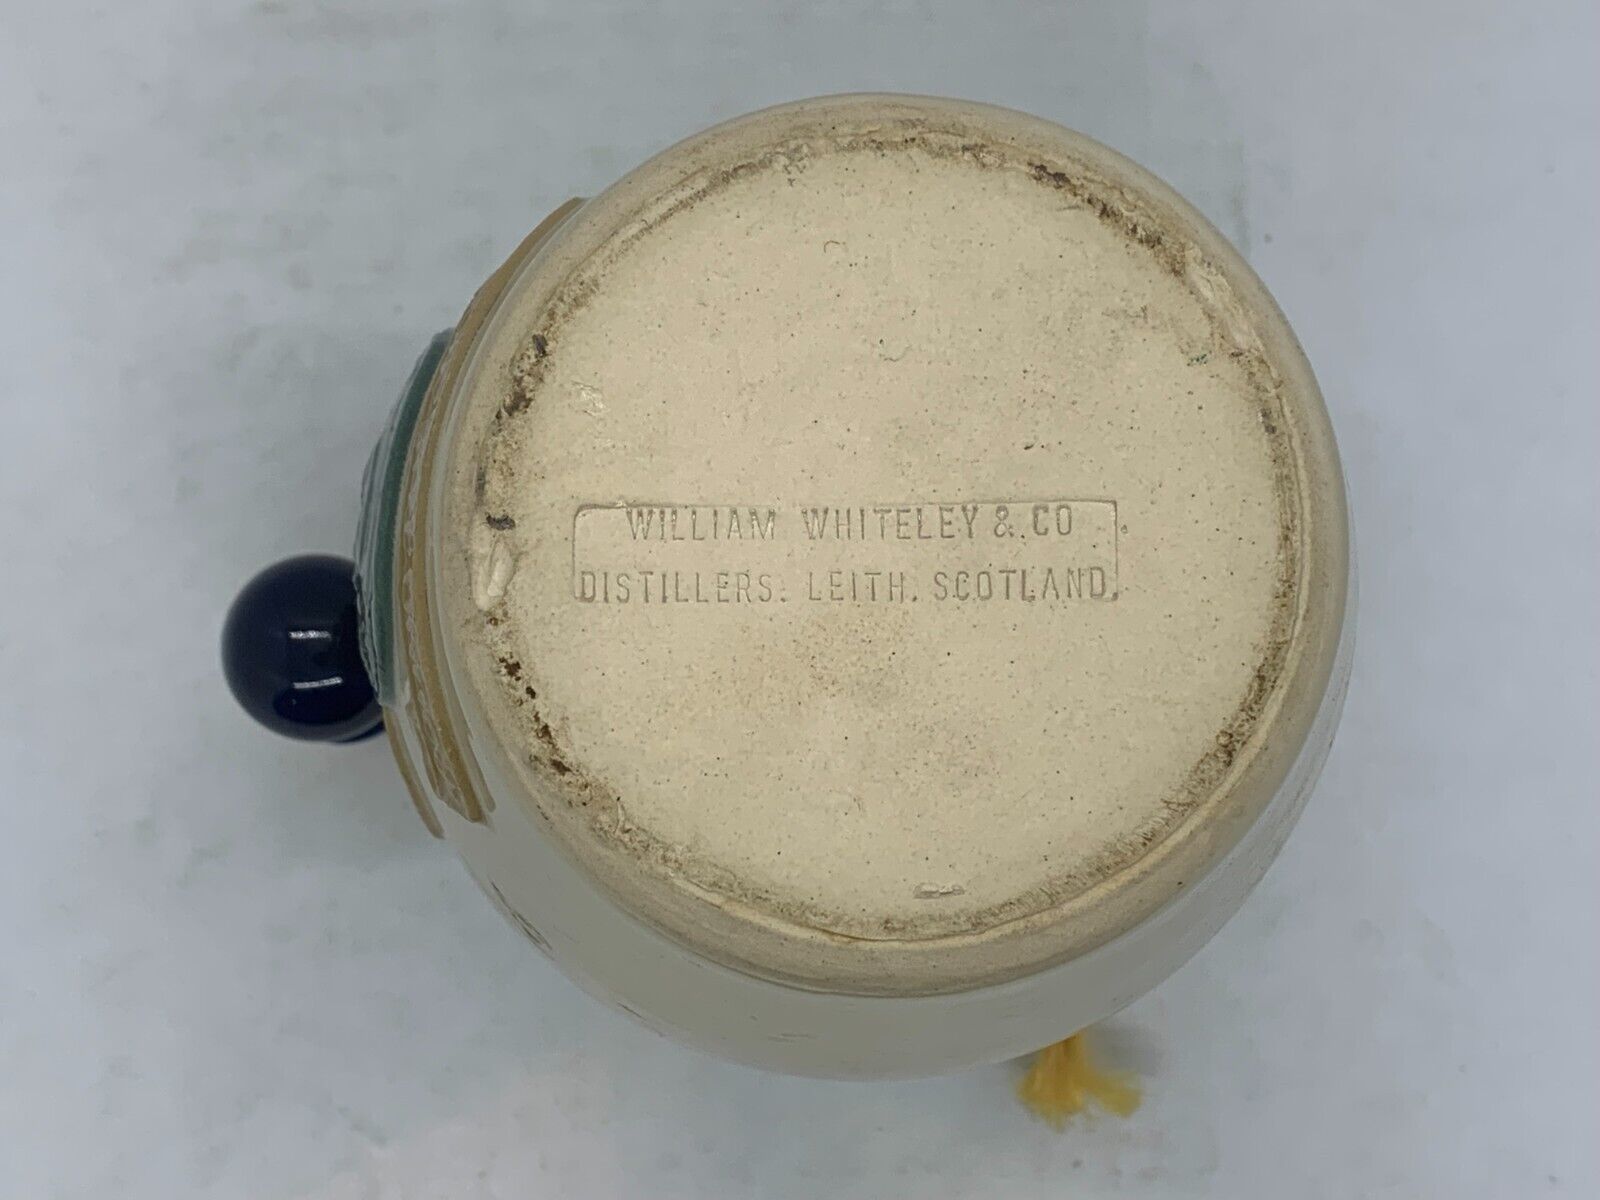 WILLIAM WHITELEY & CO
DISTILLERS. LEITH. SCOTLAND.